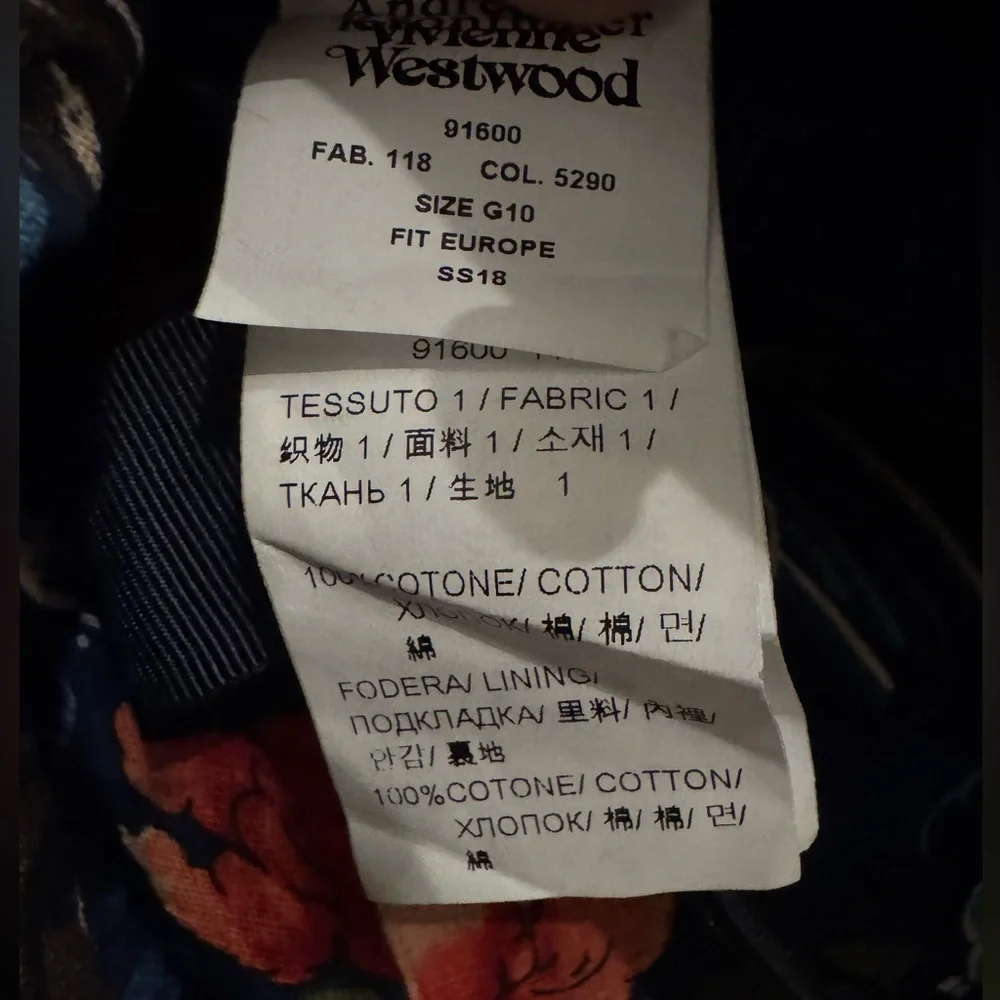 Vivienne
Westwood
91600
FAB. 118 COL. 5290
SIZE G10
FIT EUROPE
SS18
91600
TESSUTO 1 / FABRIC 1 /
织物 1 / 面料 1 / 소재 1 /
ТКАНЬ 1 / 生地 1
100% COTONE/ COTTON/
ХЛОПОК/ 棉/ 棉/ 면/
綿
FODERA/ LINING/
ПОДКЛАДКА/ 里料/ 內裡/
안감/ 裏地
100%COTONE/ COTTON/
ХЛОПОК/ 棉/ 棉/ 면/
綿